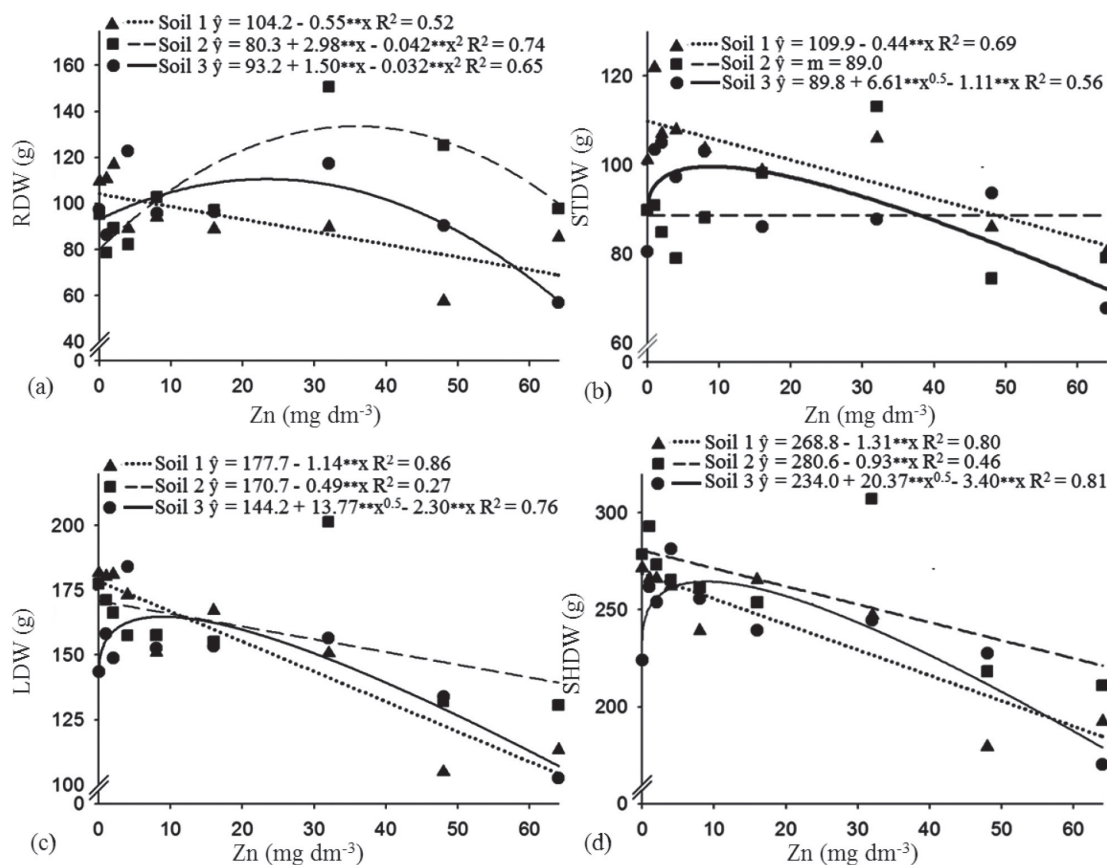 Soil 1 ŷ = 104.2 - 0.55**x R² = 0.52
Soil 2 ŷ = 80.3 + 2.98**x - 0.042**x² R² = 0.74
Soil 3 ŷ = 93.2 + 1.50**x - 0.032**x² R² = 0.65
160
140
120
100
80
60
40
0
RDW (g)
0 10 20 30 40 50 60
(a)
Zn (mg dm⁻³)
Soil 1 ŷ = 109.9 - 0.44**x R² = 0.69
Soil 2 ŷ = m = 89.0
Soil 3 ŷ = 89.8 + 6.61**x⁰·⁵- 1.11**x R² = 0.56
120
100
80
60
0
STDW (g)
0 10 20 30 40 50 60
(b)
Zn (mg dm⁻³)
Soil 1 ŷ = 177.7 - 1.14**x R² = 0.86
Soil 2 ŷ = 170.7 - 0.49**x R² = 0.27
Soil 3 ŷ = 144.2 + 13.77**x⁰·⁵- 2.30**x R² = 0.76
200
175
150
125
100
0
LDW (g)
0 10 20 30 40 50 60
(c)
Zn (mg dm⁻³)
Soil 1 ŷ = 268.8 - 1.31**x R² = 0.80
Soil 2 ŷ = 280.6 - 0.93**x R² = 0.46
Soil 3 ŷ = 234.0 + 20.37**x⁰·⁵- 3.40**x R² = 0.81
300
250
200
0
SHDW (g)
0 10 20 30 40 50 60
(d)
Zn (mg dm⁻³)